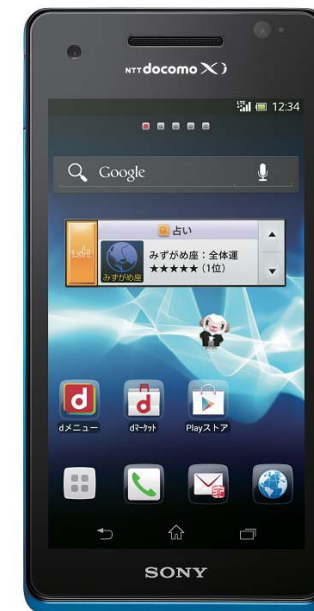 NTT docomo Xi
12:34
Google
占い
みずがめ座：全体運
★★★★★ (1位)
みずがめ座
dメニュー
dマーケット
Playストア
SONY